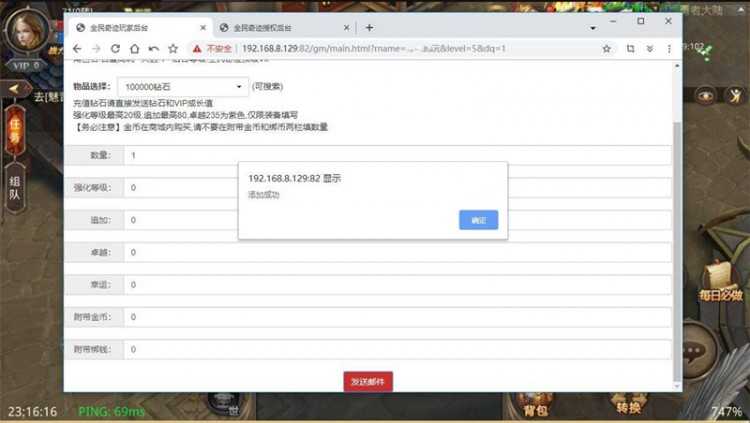 全民奇迹玩家后台
全民奇迹授权后台
不安全
192.168.8.129:82/gm/main.html?rname=
&level=5&dq=1
VIP 0
任务
组队
物品选择：
100000钻石
(可搜索)
充值钻石请直接发送钻石和VIP成长值
强化等级最高20级,追加最高80,卓越235为紫色,仅限装备填写
【务必注意】金币在商城内购买,请不要在附带金币和绑币两栏填数量
数量：
1
强化等级：
0
追加：
0
卓越：
0
幸运：
0
附带金币：
0
附带绑钱：
0
192.168.8.129:82 显示
添加成功
确定
发送邮件
每日必做
23:16:16
PING: 69ms
世
背包
转换
747%